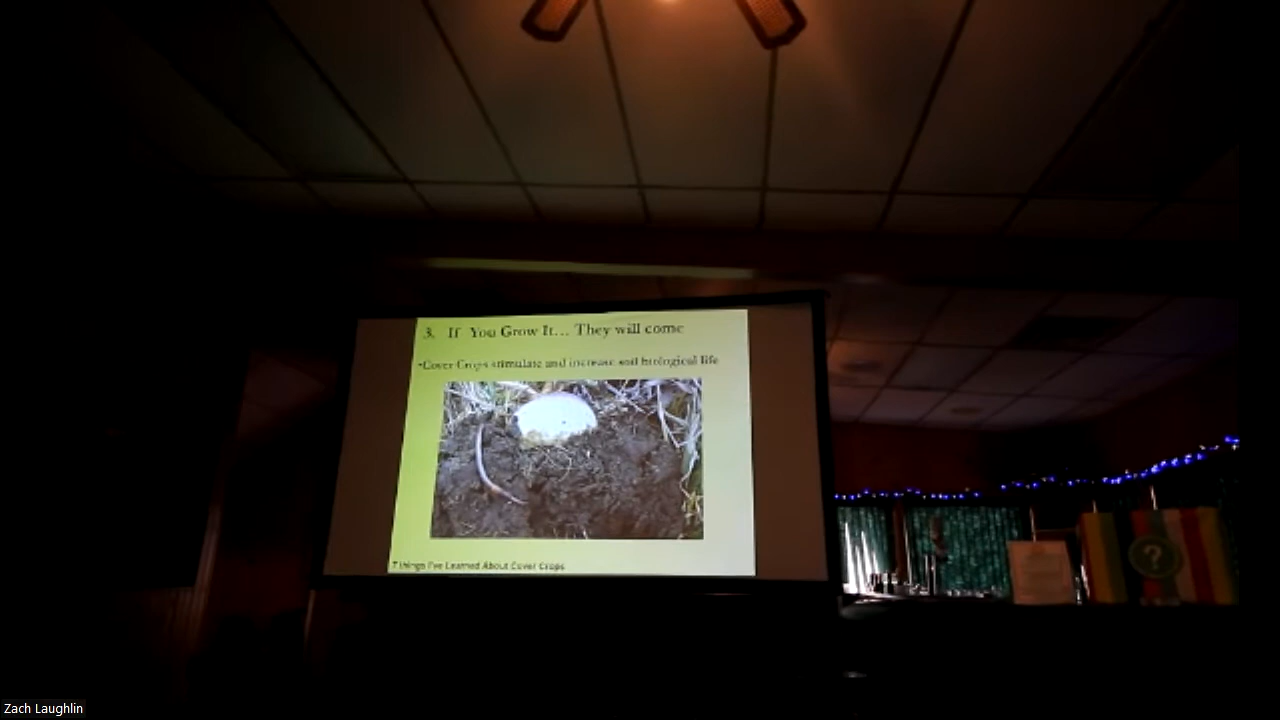 3. If You Grow It... They will come
•Cover Crops stimulate and increase soil biological life
7 things I've Learned About Cover Crops
?
Zach Laughlin